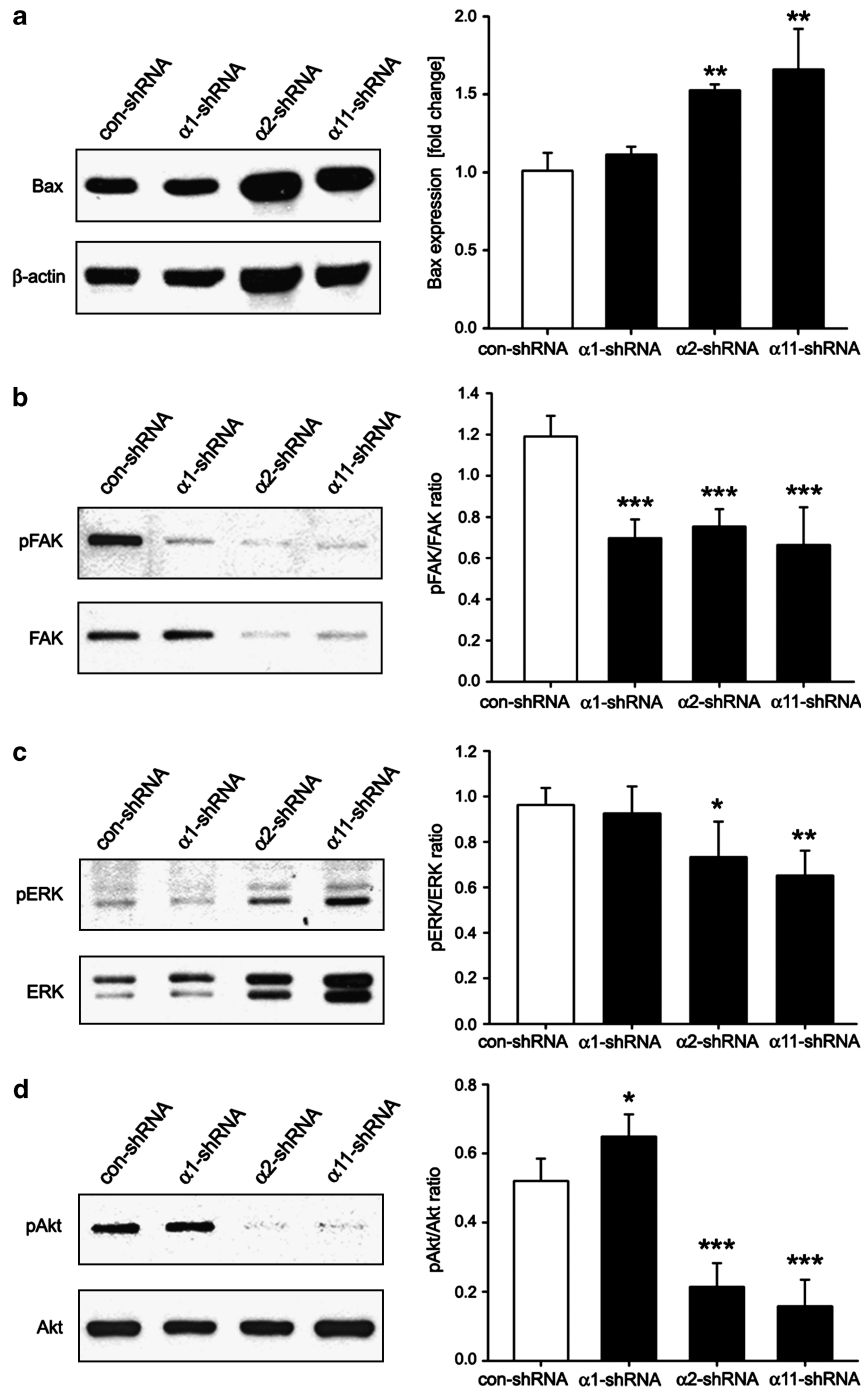 a
con-shRNA
α1-shRNA
α2-shRNA
α11-shRNA
Bax
β-actin
Bax expression [fold change]
2.0
1.5
1.0
0.5
0.0
**
**
con-shRNA α1-shRNA α2-shRNA α11-shRNA
b
con-shRNA
α1-shRNA
α2-shRNA
α11-shRNA
pFAK
FAK
pFAK/FAK ratio
1.4
1.2
1.0
0.8
0.6
0.4
0.2
0.0
*** *** ***
con-shRNA α1-shRNA α2-shRNA α11-shRNA
c
con-shRNA
α1-shRNA
α2-shRNA
α11-shRNA
pERK
ERK
pERK/ERK ratio
1.2
1.0
0.8
0.6
0.4
0.2
0.0
*
**
con-shRNA α1-shRNA α2-shRNA α11-shRNA
d
con-shRNA
α1-shRNA
α2-shRNA
α11-shRNA
pAkt
Akt
pAkt/Akt ratio
0.8
0.6
0.4
0.2
0.0
*
***
***
con-shRNA α1-shRNA α2-shRNA α11-shRNA